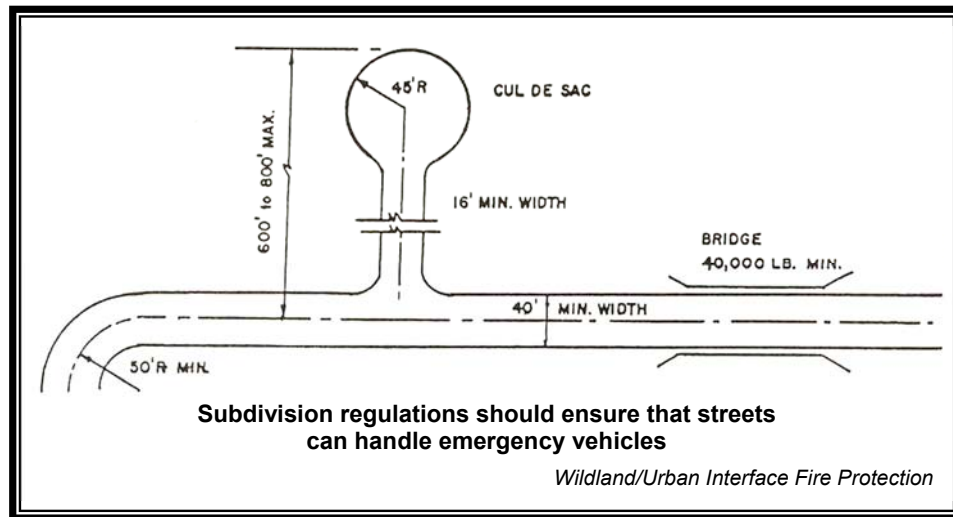 45'R
CUL DE SAC
600' to 800' MAX.
16' MIN. WIDTH
BRIDGE
40,000 LB. MIN.
40' MIN. WIDTH
50'R MIN.
Subdivision regulations should ensure that streets
can handle emergency vehicles
Wildland/Urban Interface Fire Protection